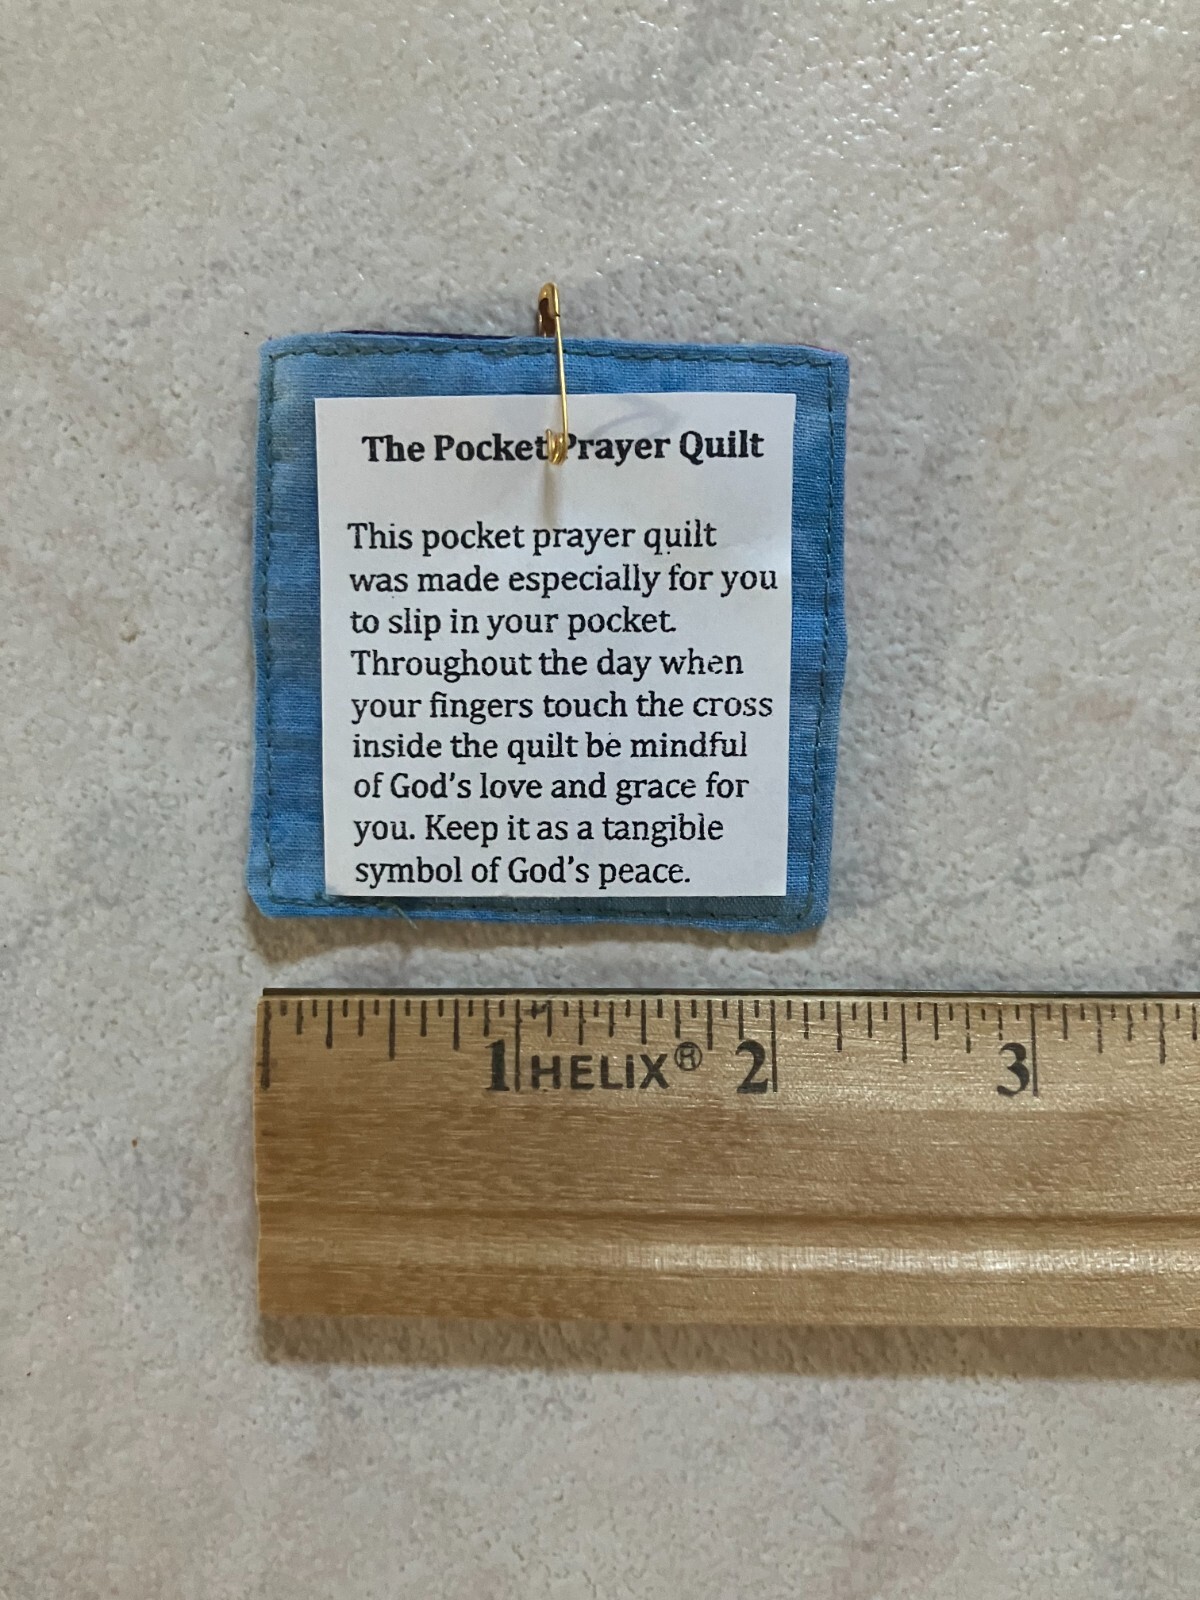 The Pocket Prayer Quilt
This pocket prayer quilt
was made especially for you
to slip in your pocket.
Throughout the day when
your fingers touch the cross
inside the quilt be mindful
of God's love and grace for
you. Keep it as a tangible
symbol of God's peace.
1 HELIX® 2 3